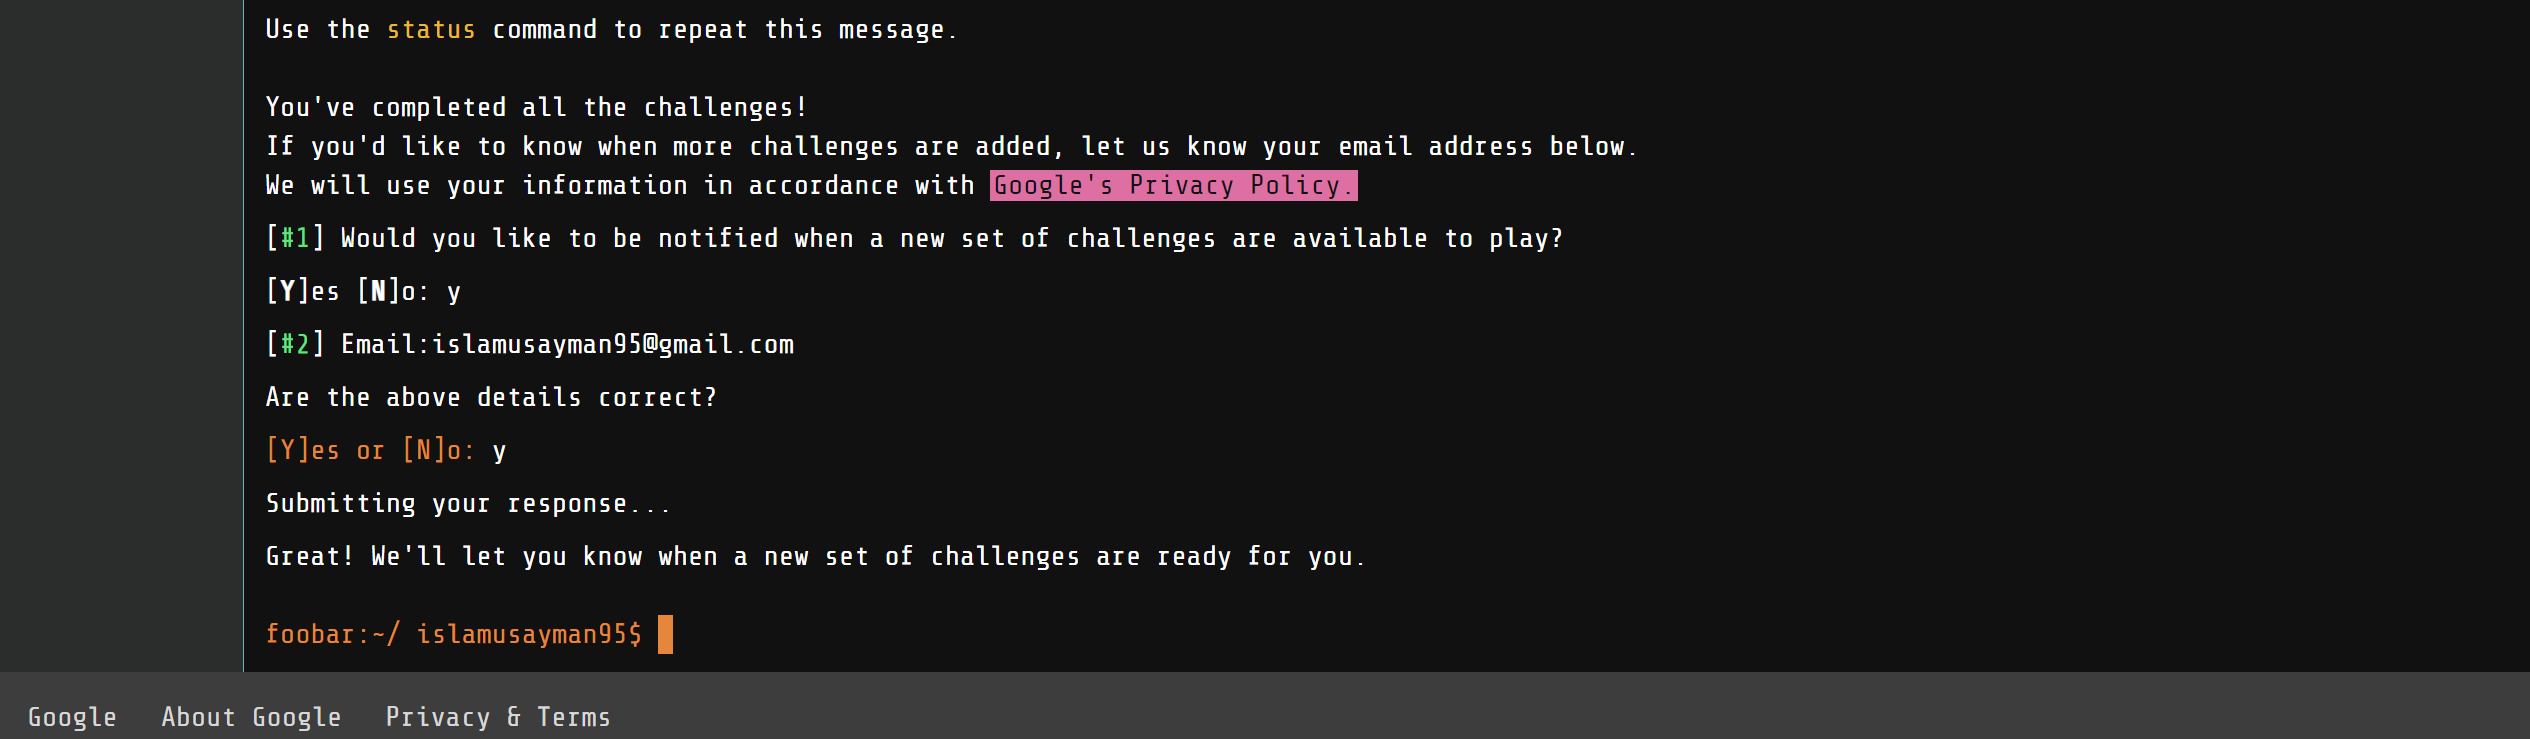 Use the status command to repeat this message.
You've completed all the challenges!
If you'd like to know when more challenges are added, let us know your email address below.
We will use your information in accordance with Google's Privacy Policy.
[#1] Would you like to be notified when a new set of challenges are available to play?
[Y]es [N]o: y
[#2] Email:islamusayman95@gmail.com
Are the above details correct?
[Y]es or [N]o: y
Submitting your response...
Great! We'll let you know when a new set of challenges are ready for you.
foobar:~/ islamusayman95$
Google About Google Privacy & Terms